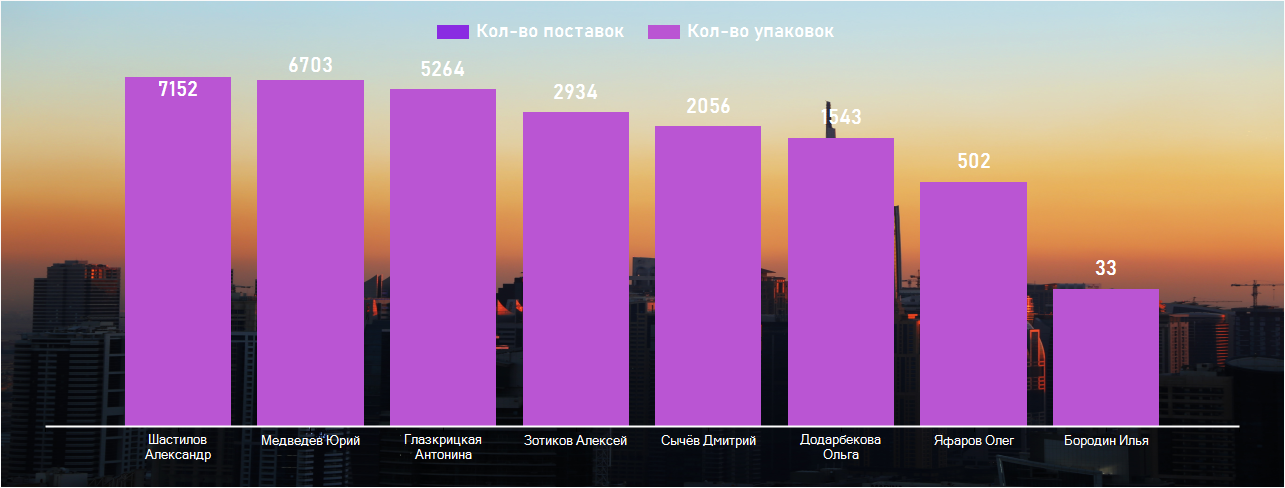 Кол-во поставок Кол-во упаковок
7152 6703 5264 2934 2056 1543 502 33
Шастилов Александр
Медведев Юрий
Глазкрицкая Антонина
Зотиков Алексей
Сычёв Дмитрий
Додарбекова Ольга
Яфаров Олег
Бородин Илья